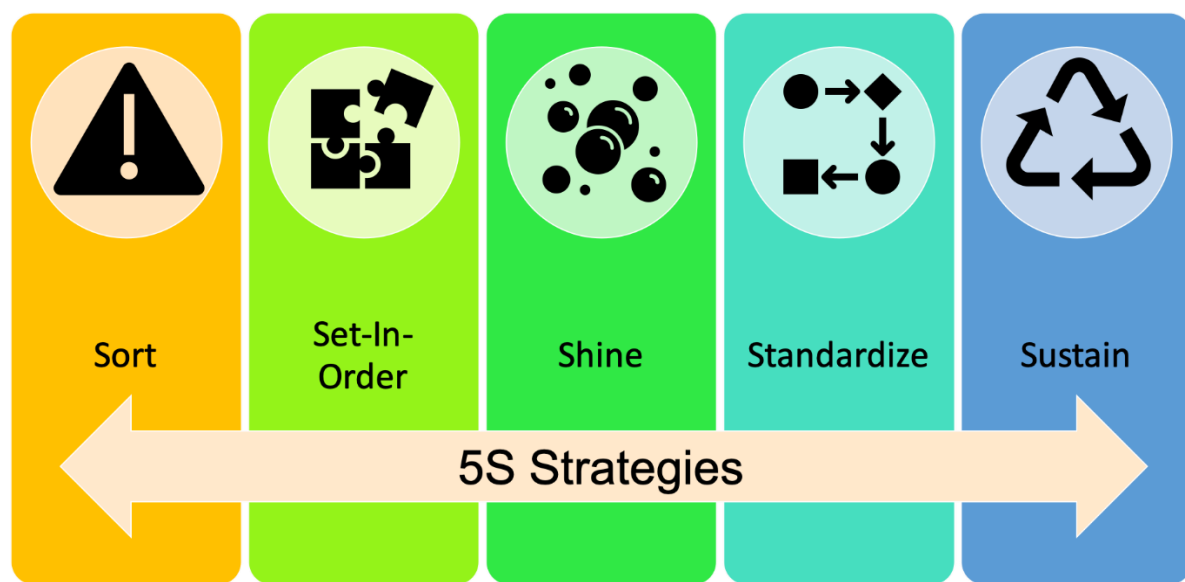 Sort
Set-In-
Order
Shine
Standardize
Sustain
5S Strategies